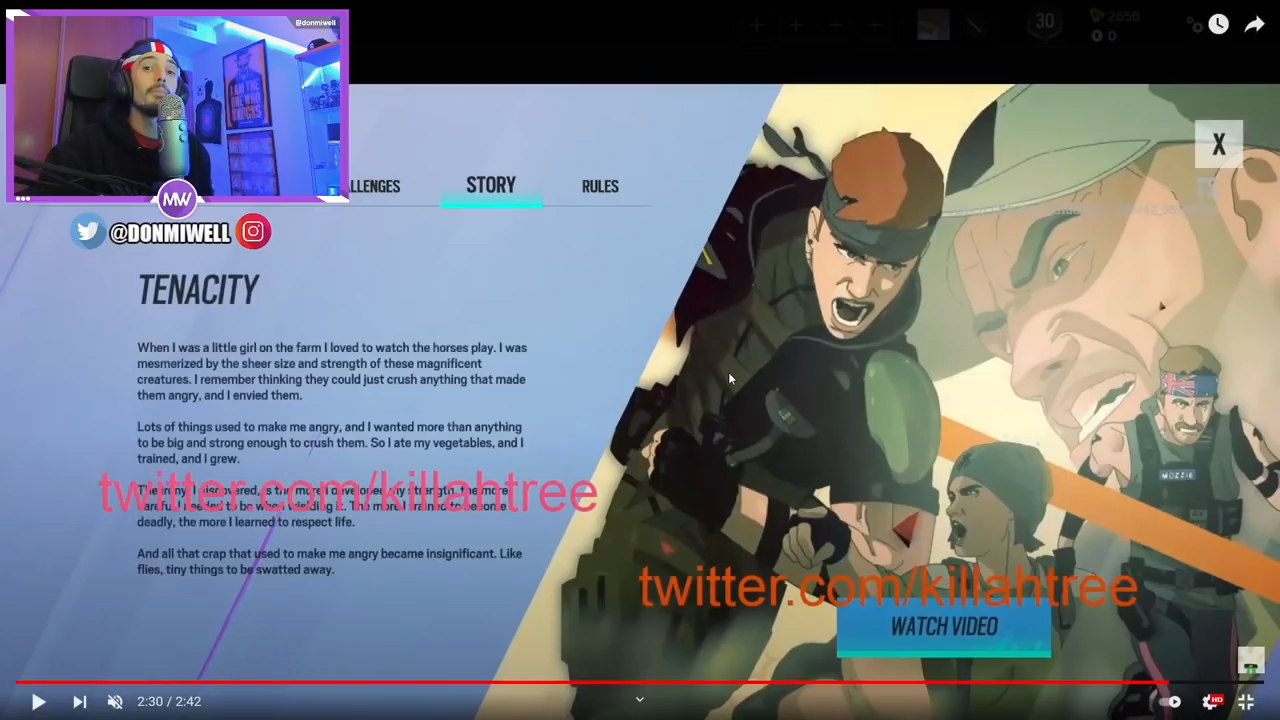 @donmiwell
30
2656
0
MW
@DONMIWELL
LLENGES
STORY
RULES
X
TENACITY
When I was a little girl on the farm I loved to watch the horses play. I was
mesmerized by the sheer size and strength of these magnificent
creatures. I remember thinking they could just crush anything that made
them angry, and I envied them.
Lots of things used to make me angry, and I wanted more than anything
to be big and strong enough to crush them. So I ate my vegetables, and I
trained, and I grew.
twitter.com/killahtree
deadly, the more I learned to respect life.
And all that crap that used to make me angry became insignificant. Like
flies, tiny things to be swatted away.
MOZZIE
twitter.com/killahtree
WATCH VIDEO
2:30 / 2:42
HD